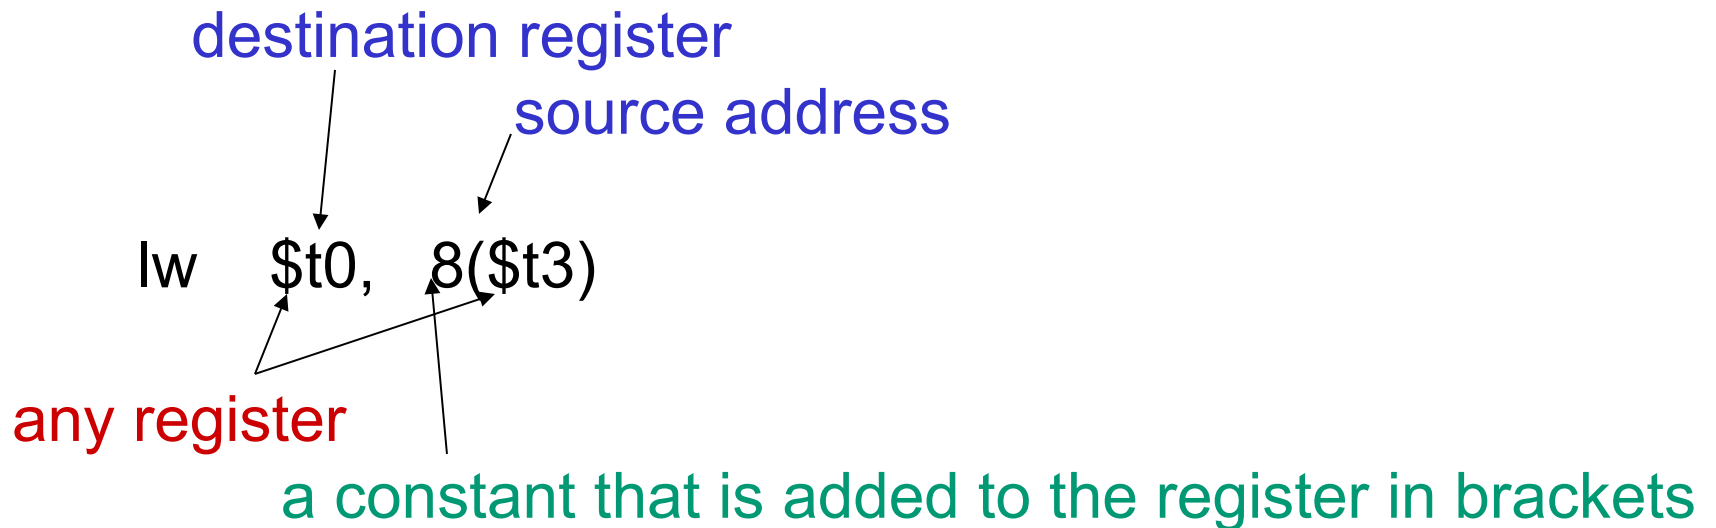 destination register
source address
lw $t0, 8($t3)
any register
a constant that is added to the register in brackets